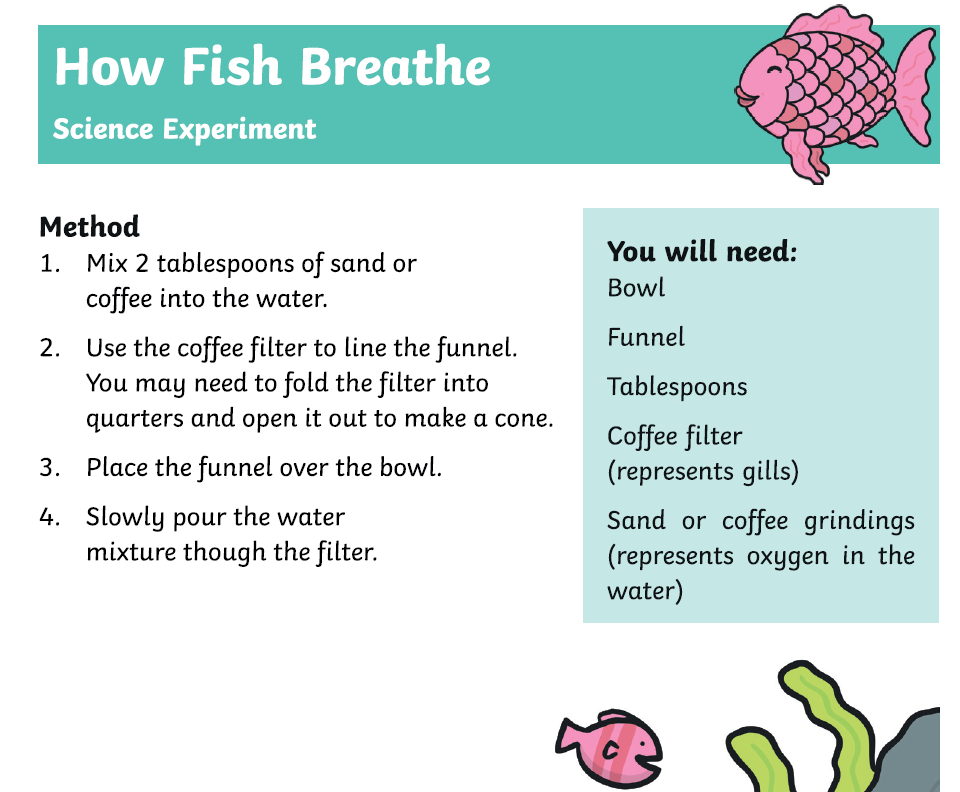 How Fish Breathe
Science Experiment
Method
1. Mix 2 tablespoons of sand or
coffee into the water.
2. Use the coffee filter to line the funnel.
You may need to fold the filter into
quarters and open it out to make a cone.
3. Place the funnel over the bowl.
4. Slowly pour the water
mixture though the filter.
You will need:
Bowl
Funnel
Tablespoons
Coffee filter
(represents gills)
Sand or coffee grindings
(represents oxygen in the
water)